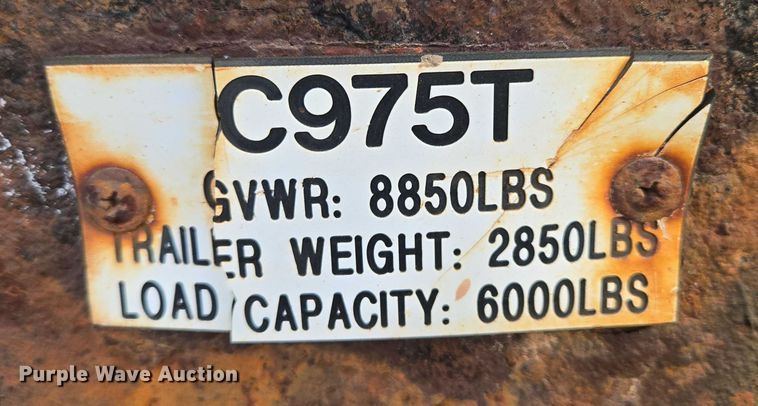 C975T
GVWR: 8850LBS
TRAILER WEIGHT: 2850LBS
LOAD CAPACITY: 6000LBS
Purple Wave Auction